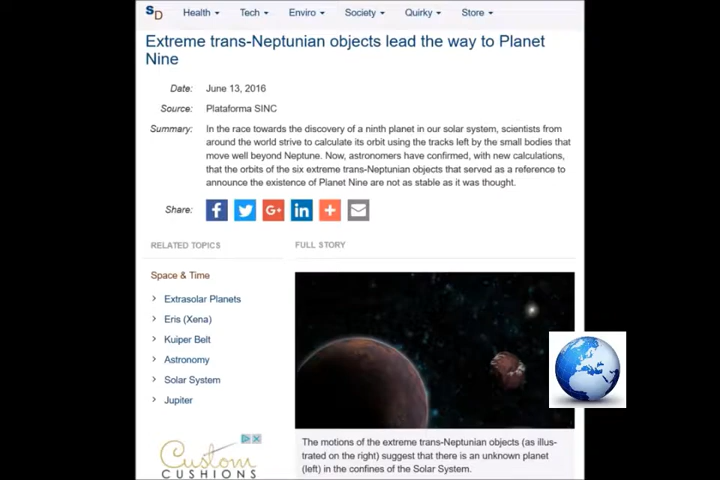 SD
Health Tech Enviro Society Quirky Store
Extreme trans-Neptunian objects lead the way to Planet
Nine
Date: June 13, 2016
Source: Plataforma SINC
Summary: In the race towards the discovery of a ninth planet in our solar system, scientists from
around the world strive to calculate its orbit using the tracks left by the small bodies that
move well beyond Neptune. Now, astronomers have confirmed, with new calculations,
that the orbits of the six extreme trans-Neptunian objects that served as a reference to
announce the existence of Planet Nine are not as stable as it was thought.
Share: f G+ in +
RELATED TOPICS
Space & Time
Extrasolar Planets
Eris (Xena)
Kuiper Belt
Astronomy
Solar System
Jupiter
Custom
CUSHIONS
FULL STORY
The motions of the extreme trans-Neptunian objects (as illus-
trated on the right) suggest that there is an unknown planet
(left) in the confines of the Solar System.